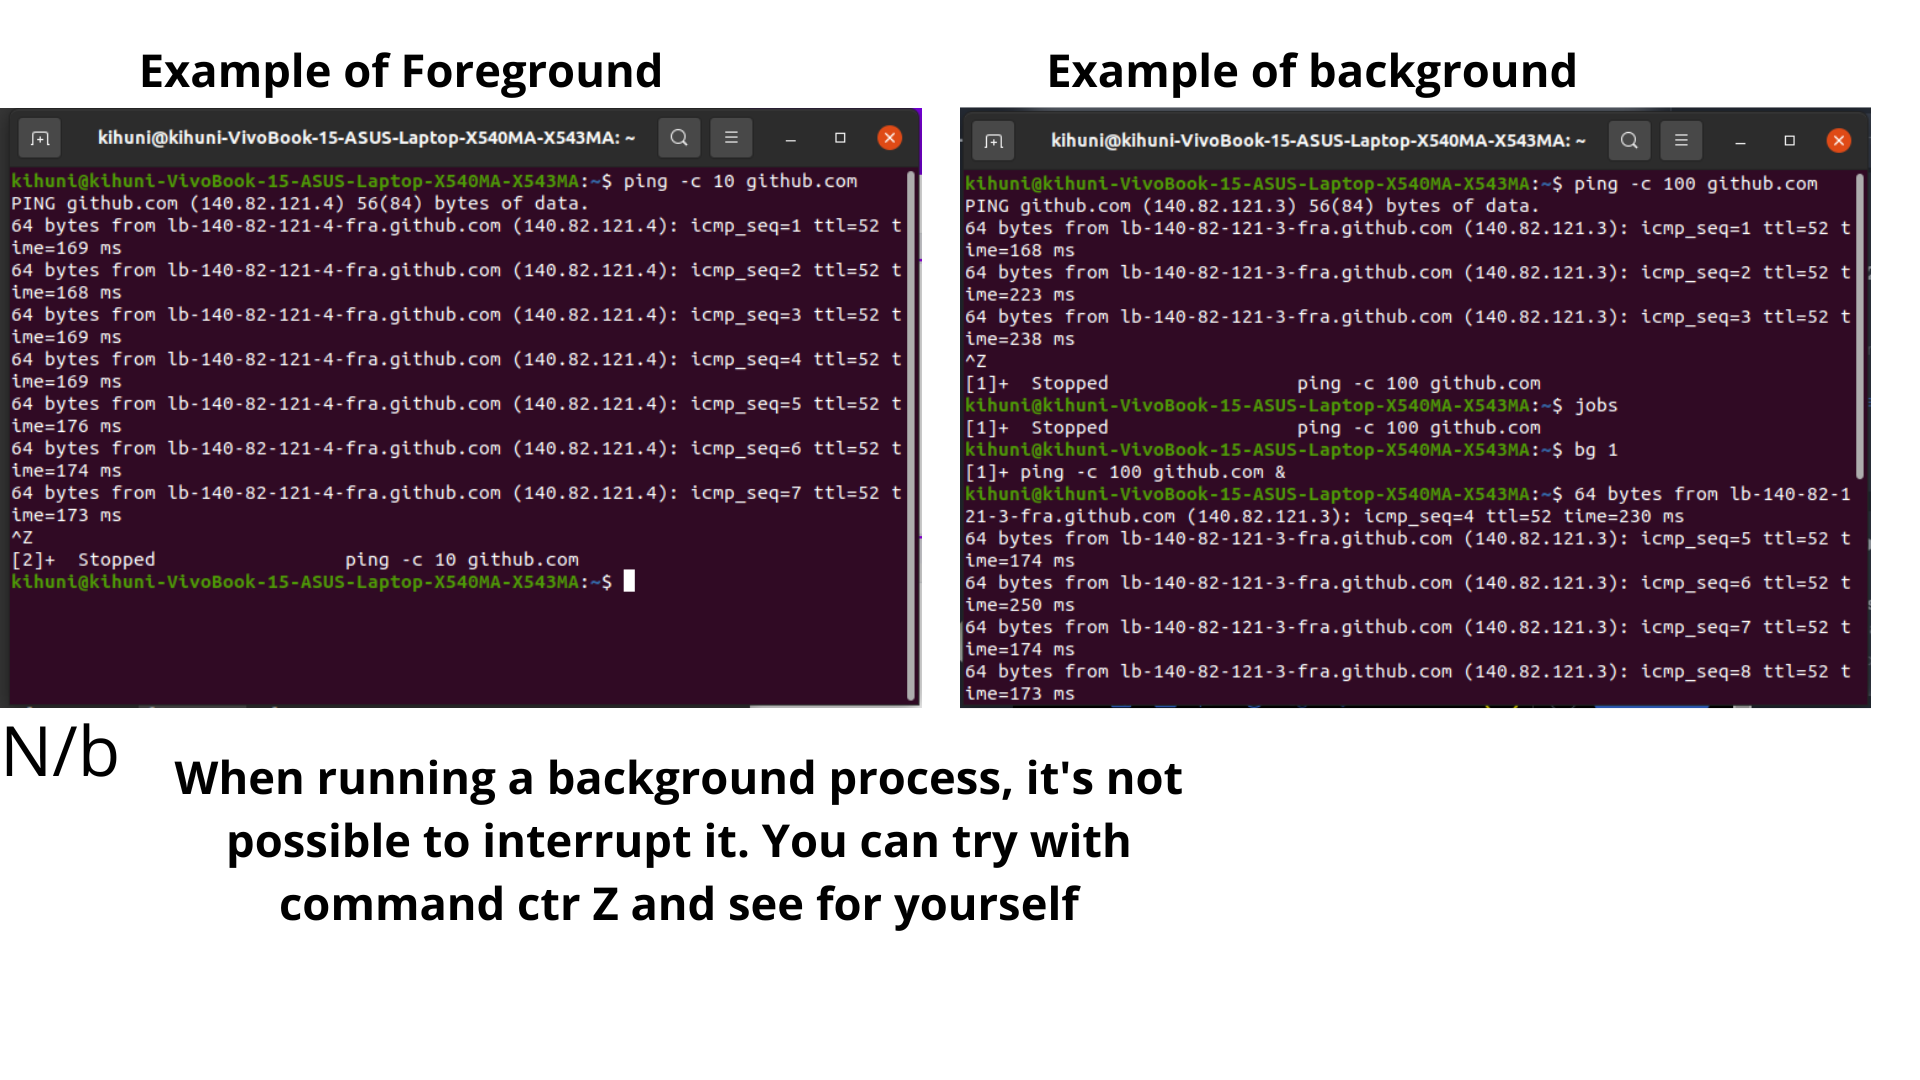 Example of Foreground
kihuni@kihuni-VivoBook-15-ASUS-Laptop-X540MA-X543MA: ~
kihuni@kihuni-VivoBook-15-ASUS-Laptop-X540MA-X543MA:~$ ping -c 10 github.com
PING github.com (140.82.121.4) 56(84) bytes of data.
64 bytes from lb-140-82-121-4-fra.github.com (140.82.121.4): icmp_seq=1 ttl=52 t
ime=169 ms
64 bytes from lb-140-82-121-4-fra.github.com (140.82.121.4): icmp_seq=2 ttl=52 t
ime=168 ms
64 bytes from lb-140-82-121-4-fra.github.com (140.82.121.4): icmp_seq=3 ttl=52 t
ime=169 ms
64 bytes from lb-140-82-121-4-fra.github.com (140.82.121.4): icmp_seq=4 ttl=52 t
ime=169 ms
64 bytes from lb-140-82-121-4-fra.github.com (140.82.121.4): icmp_seq=5 ttl=52 t
ime=176 ms
64 bytes from lb-140-82-121-4-fra.github.com (140.82.121.4): icmp_seq=6 ttl=52 t
ime=174 ms
64 bytes from lb-140-82-121-4-fra.github.com (140.82.121.4): icmp_seq=7 ttl=52 t
ime=173 ms
^Z
[2]+  Stopped                 ping -c 10 github.com
kihuni@kihuni-VivoBook-15-ASUS-Laptop-X540MA-X543MA:~$
Example of background
kihuni@kihuni-VivoBook-15-ASUS-Laptop-X540MA-X543MA: ~
kihuni@kihuni-VivoBook-15-ASUS-Laptop-X540MA-X543MA:~$ ping -c 100 github.com
PING github.com (140.82.121.3) 56(84) bytes of data.
64 bytes from lb-140-82-121-3-fra.github.com (140.82.121.3): icmp_seq=1 ttl=52 t
ime=168 ms
64 bytes from lb-140-82-121-3-fra.github.com (140.82.121.3): icmp_seq=2 ttl=52 t
ime=223 ms
64 bytes from lb-140-82-121-3-fra.github.com (140.82.121.3): icmp_seq=3 ttl=52 t
ime=238 ms
^Z
[1]+  Stopped                 ping -c 100 github.com
kihuni@kihuni-VivoBook-15-ASUS-Laptop-X540MA-X543MA:~$ jobs
[1]+  Stopped                 ping -c 100 github.com
kihuni@kihuni-VivoBook-15-ASUS-Laptop-X540MA-X543MA:~$ bg 1
[1]+ ping -c 100 github.com &
kihuni@kihuni-VivoBook-15-ASUS-Laptop-X540MA-X543MA:~$ 64 bytes from lb-140-82-1
21-3-fra.github.com (140.82.121.3): icmp_seq=4 ttl=52 time=230 ms
64 bytes from lb-140-82-121-3-fra.github.com (140.82.121.3): icmp_seq=5 ttl=52 t
ime=174 ms
64 bytes from lb-140-82-121-3-fra.github.com (140.82.121.3): icmp_seq=6 ttl=52 t
ime=250 ms
64 bytes from lb-140-82-121-3-fra.github.com (140.82.121.3): icmp_seq=7 ttl=52 t
ime=174 ms
64 bytes from lb-140-82-121-3-fra.github.com (140.82.121.3): icmp_seq=8 ttl=52 t
ime=173 ms
N/b
When running a background process, it's not
possible to interrupt it. You can try with
command ctr Z and see for yourself